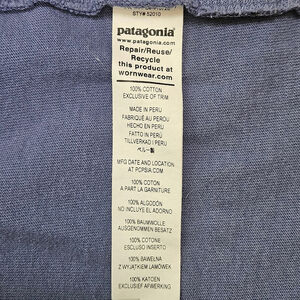 STY# 52010
patagonia®
www.patagonia.com
Repair/Reuse/
Recycle
this product at
wornwear.com
100% COTTON
EXCLUSIVE OF TRIM
MADE IN PERU
FABRIQUÉ AU PEROU
HECHO EN PERÚ
FATTO IN PERÙ
TILLVERKAD I PERU
ペルー製
MFG DATE AND LOCATION
AT PCPSIA.COM
100% COTON
A PART LA GARNITURE
100% ALGODÓN
NO INCLUYE EL ADORNO
100% BAUMWOLLE
AUSGENOMMEN BESATZ
100% COTONE
ESCLUSO INSERTO
100% BAWEŁNA
Z WYJĄTKIEM LAMÓWEK
100% KATOEN
EXCLUSIEF AFWERKING